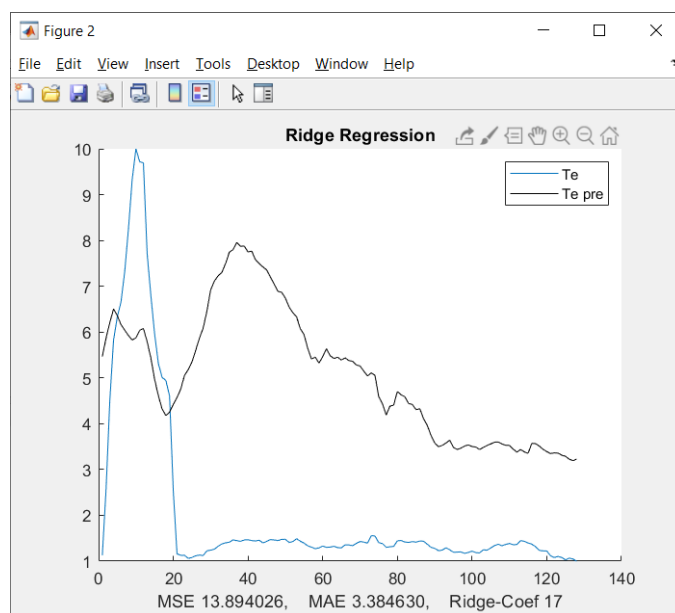 Figure 2
File Edit View Insert Tools Desktop Window Help
Ridge Regression
Te
Te pre
10
9
8
7
6
5
4
3
2
1
0 20 40 60 80 100 120 140
MSE 13.894026, MAE 3.384630, Ridge-Coef 17